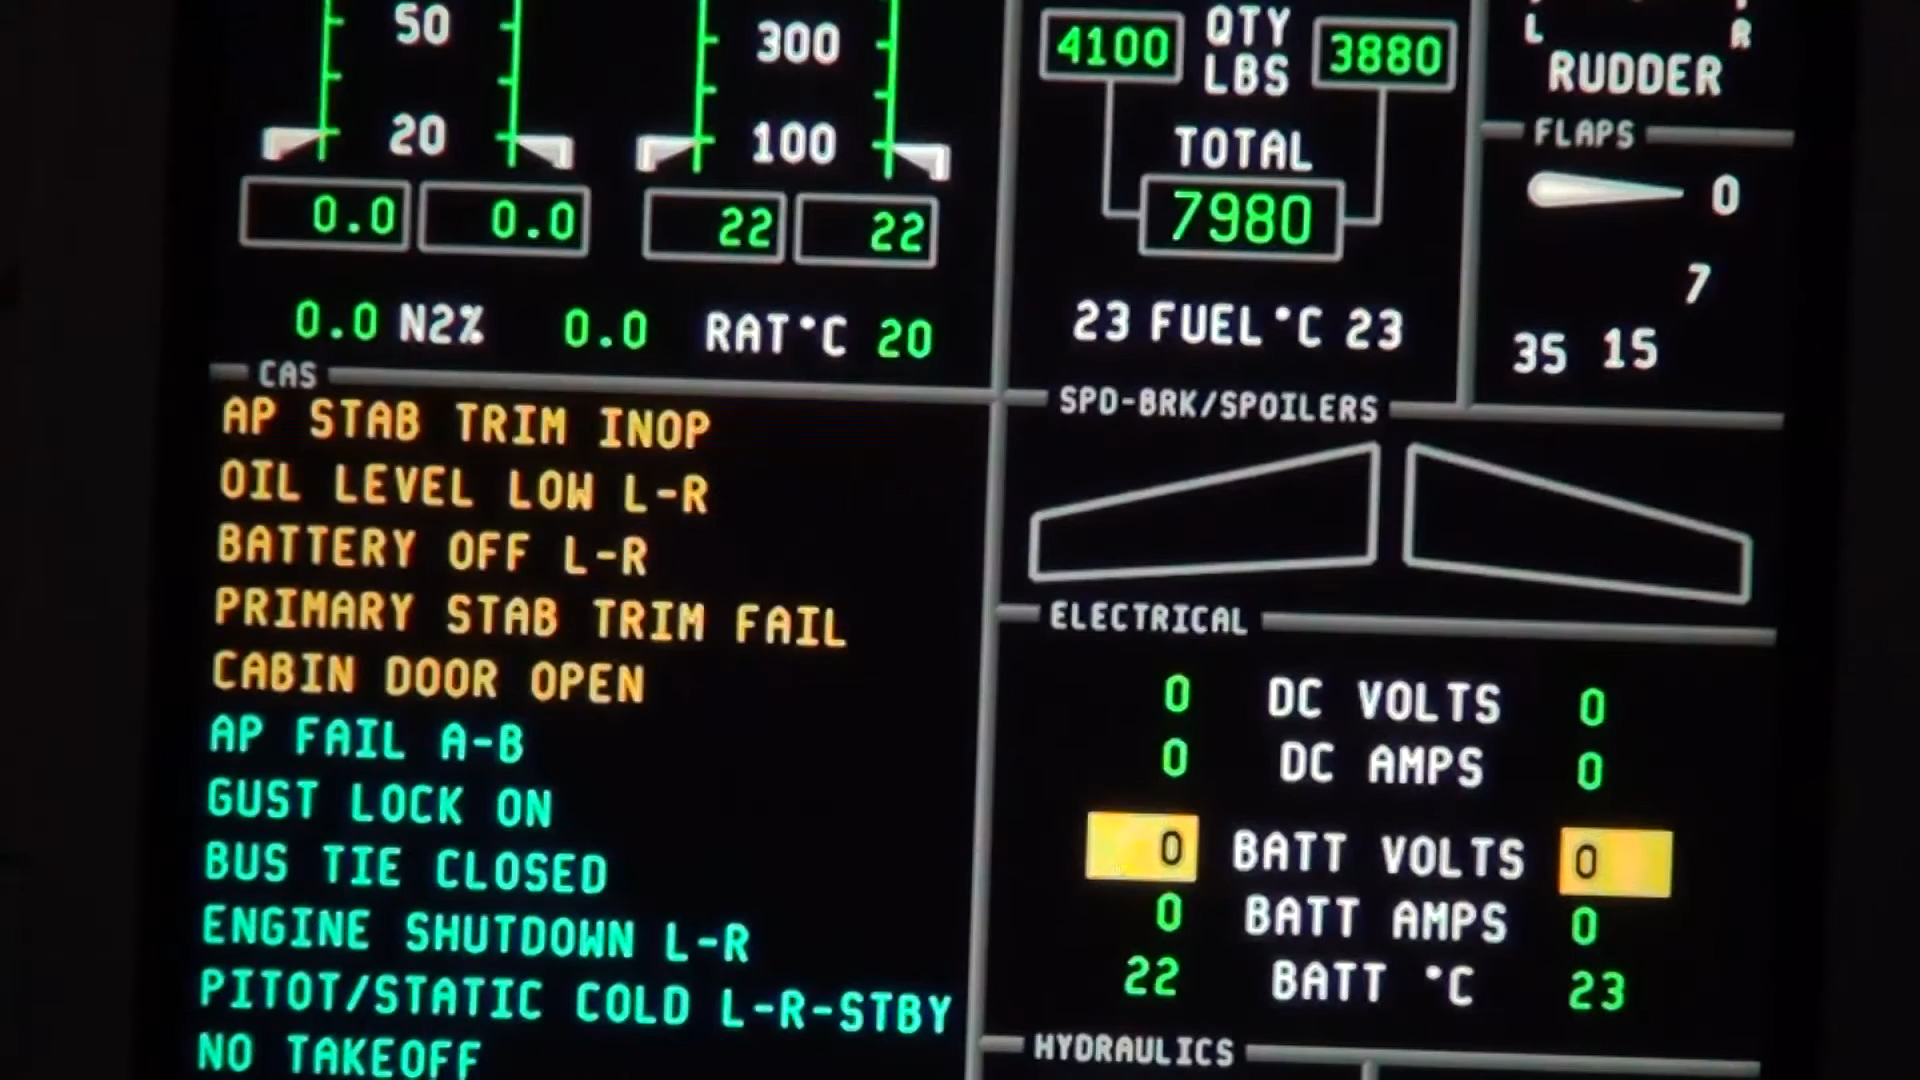 50
300
20
100
0.0 0.0 22 22
0.0 N2% 0.0 RAT°C 20
4100 QTY LBS 3880
TOTAL
7980
23 FUEL °C 23
L R
RUDDER
FLAPS
0
7
15
35
CAS
AP STAB TRIM INOP
OIL LEVEL LOW L-R
BATTERY OFF L-R
PRIMARY STAB TRIM FAIL
CABIN DOOR OPEN
AP FAIL A-B
GUST LOCK ON
BUS TIE CLOSED
ENGINE SHUTDOWN L-R
PITOT/STATIC COLD L-R-STBY
NO TAKEOFF
SPD-BRK/SPOILERS
ELECTRICAL
0 DC VOLTS 0
0 DC AMPS 0
0 BATT VOLTS 0
0 BATT AMPS 0
22 BATT °C 23
HYDRAULICS